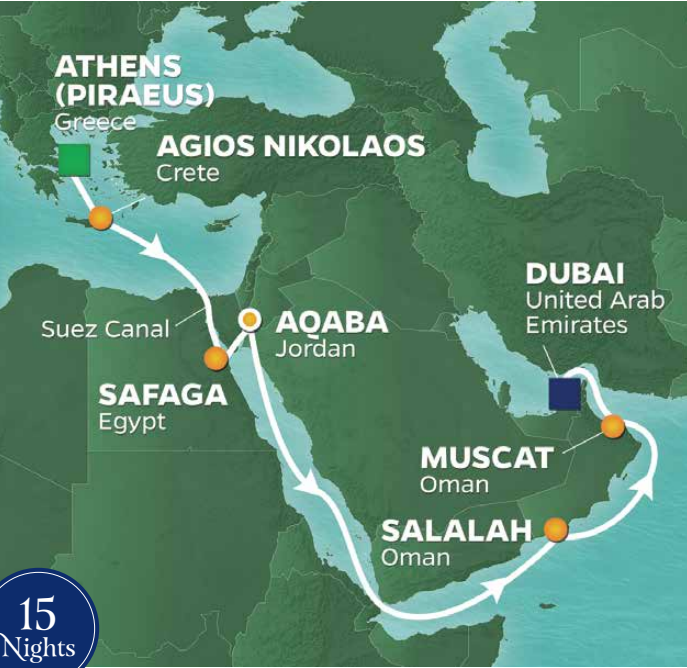 ATHENS
(PIRAEUS)
Greece
AGIOS NIKOLAOS
Crete
Suez Canal
AQABA
Jordan
SAFAGA
Egypt
DUBAI
United Arab
Emirates
MUSCAT
Oman
SALALAH
Oman
15
Nights